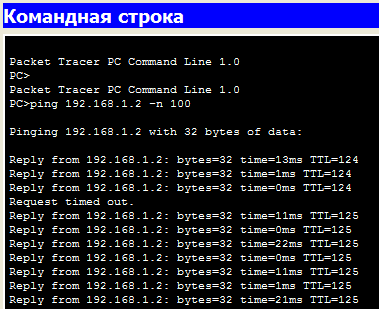 Командная строка
Packet Tracer PC Command Line 1.0
PC>
Packet Tracer PC Command Line 1.0
PC>ping 192.168.1.2 -n 100
Pinging 192.168.1.2 with 32 bytes of data:
Reply from 192.168.1.2: bytes=32 time=13ms TTL=124
Reply from 192.168.1.2: bytes=32 time=1ms TTL=124
Reply from 192.168.1.2: bytes=32 time=0ms TTL=124
Request timed out.
Reply from 192.168.1.2: bytes=32 time=11ms TTL=125
Reply from 192.168.1.2: bytes=32 time=0ms TTL=125
Reply from 192.168.1.2: bytes=32 time=22ms TTL=125
Reply from 192.168.1.2: bytes=32 time=0ms TTL=125
Reply from 192.168.1.2: bytes=32 time=11ms TTL=125
Reply from 192.168.1.2: bytes=32 time=1ms TTL=125
Reply from 192.168.1.2: bytes=32 time=21ms TTL=125